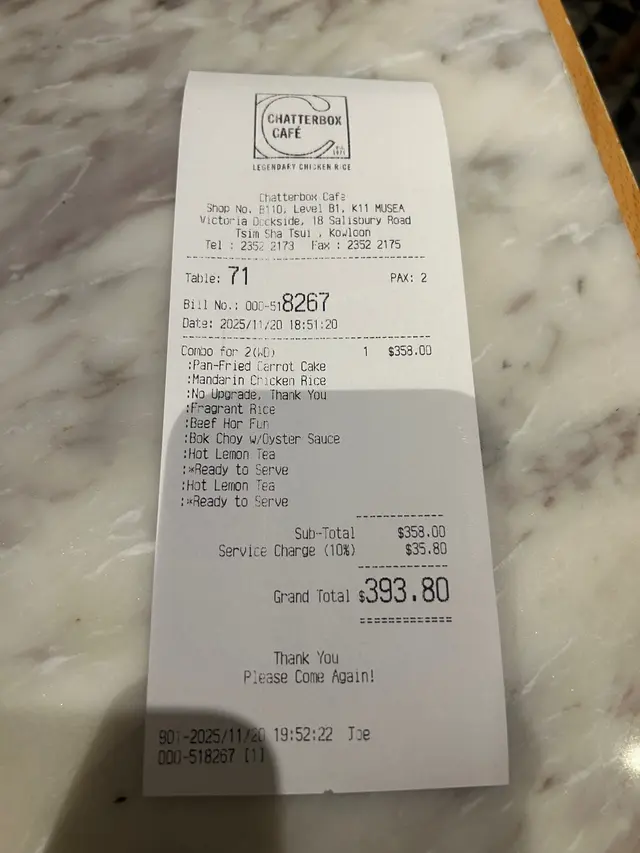 CHATTERBOX
CAFÉ
LEGENDARY CHICKEN RICE
Chatterbox Cafe
Shop No. B110, Level B1, K11 MUSEA
Victoria Dockside, 18 Salisbury Road
Tsim Sha Tsui , Kowloon
Tel : 2352 2173 Fax : 2352 2175
Table: 71 PAX: 2
Bill No.: 000-518267
Date: 2025/11/20 18:51:20
Combo for 2(WD) 1 $358.00
:Pan-Fried Carrot Cake
:Mandarin Chicken Rice
:No Upgrade, Thank You
:Fragrant Rice
:Beef Hor Fun
:Bok Choy w/Oyster Sauce
:Hot Lemon Tea
:*Ready to Serve
:Hot Lemon Tea
:*Ready to Serve
Sub-Total $358.00
Service Charge (10%) $35.80
Grand Total $393.80
Thank You
Please Come Again!
901-2025/11/20 19:52:22 Joe
000-518267 [1]